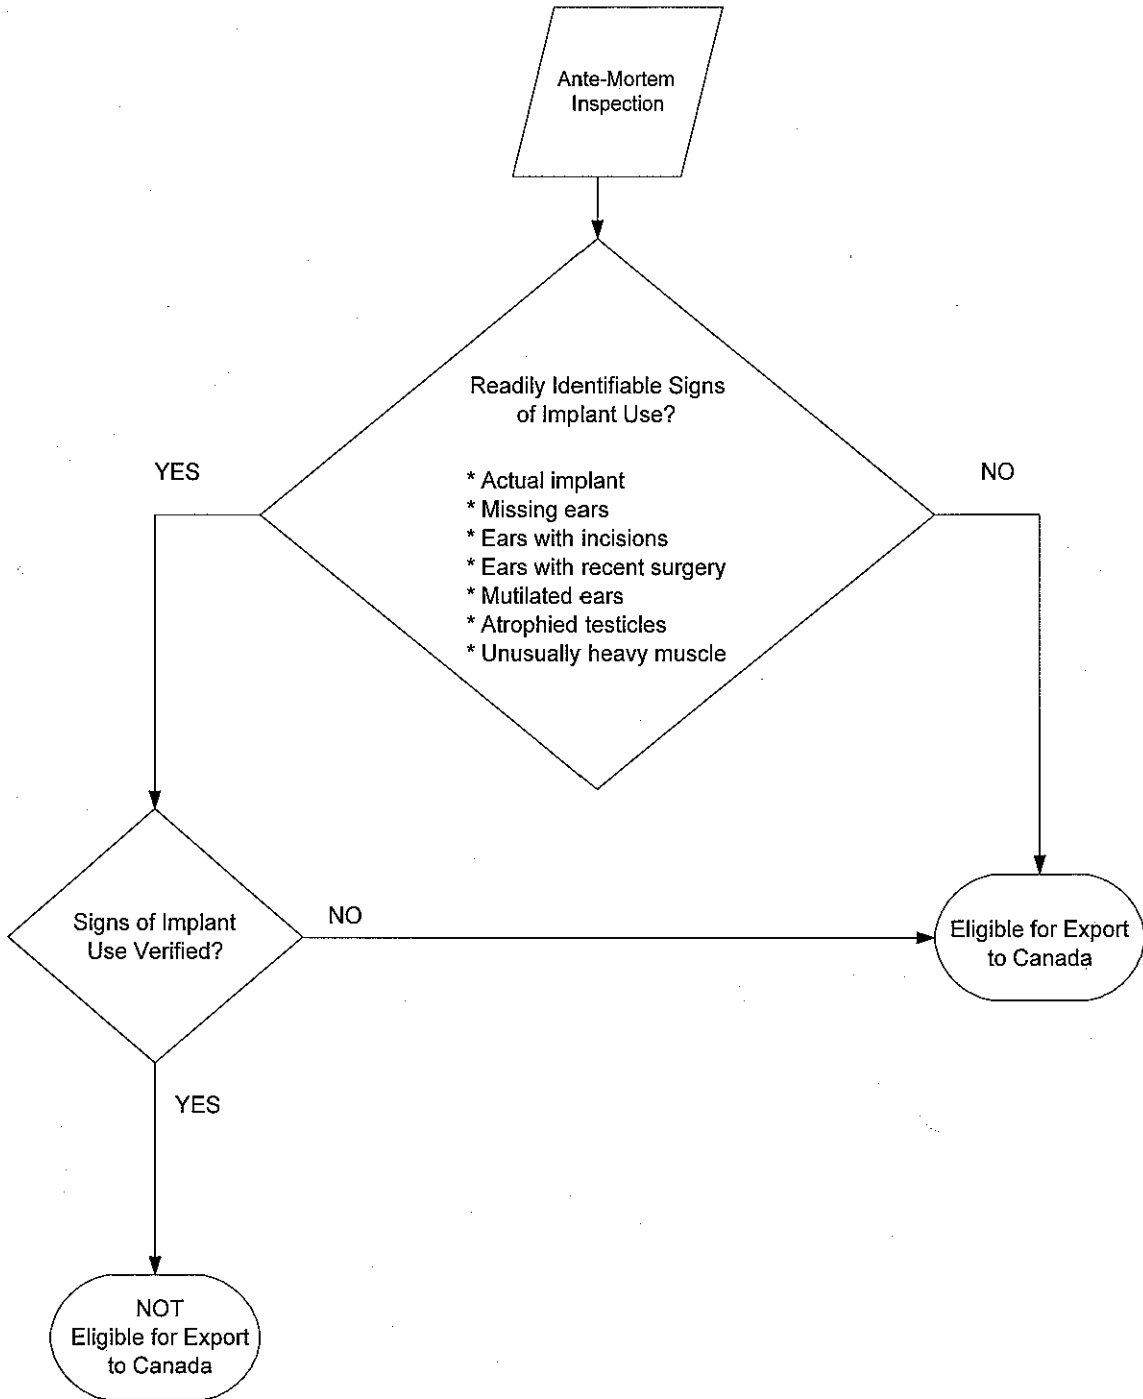 Ante-Mortem
Inspection
Readily Identifiable Signs
of Implant Use?
YES
NO
* Actual implant
* Missing ears
* Ears with incisions
* Ears with recent surgery
* Mutilated ears
* Atrophied testicles
* Unusually heavy muscle
Signs of Implant
Use Verified?
NO
Eligible for Export
to Canada
YES
NOT
Eligible for Export
to Canada